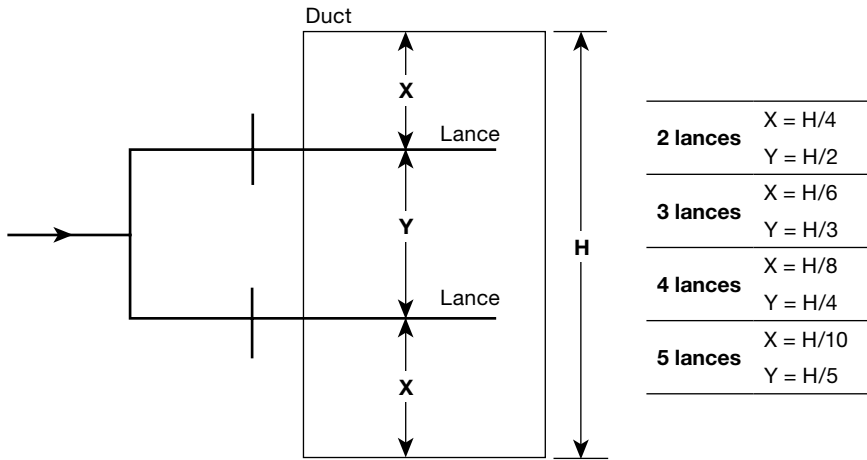 Duct
X
Lance
Y
H
Lance
X
2 lances
X = H/4
Y = H/2
3 lances
X = H/6
Y = H/3
4 lances
X = H/8
Y = H/4
5 lances
X = H/10
Y = H/5